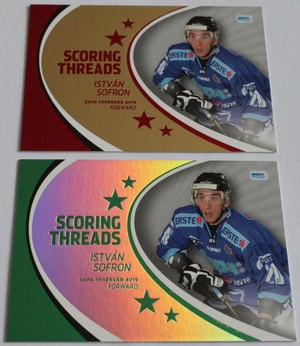 SCORING
THREADS
ISTVÁN
SOFRON
SAPA FEHÉRVÁR AV19
FORWARD
ERSTE
SCORING
THREADS
ISTVÁN
SOFRON
SAPA FEHÉRVÁR AV19
FORWARD
ERSTE